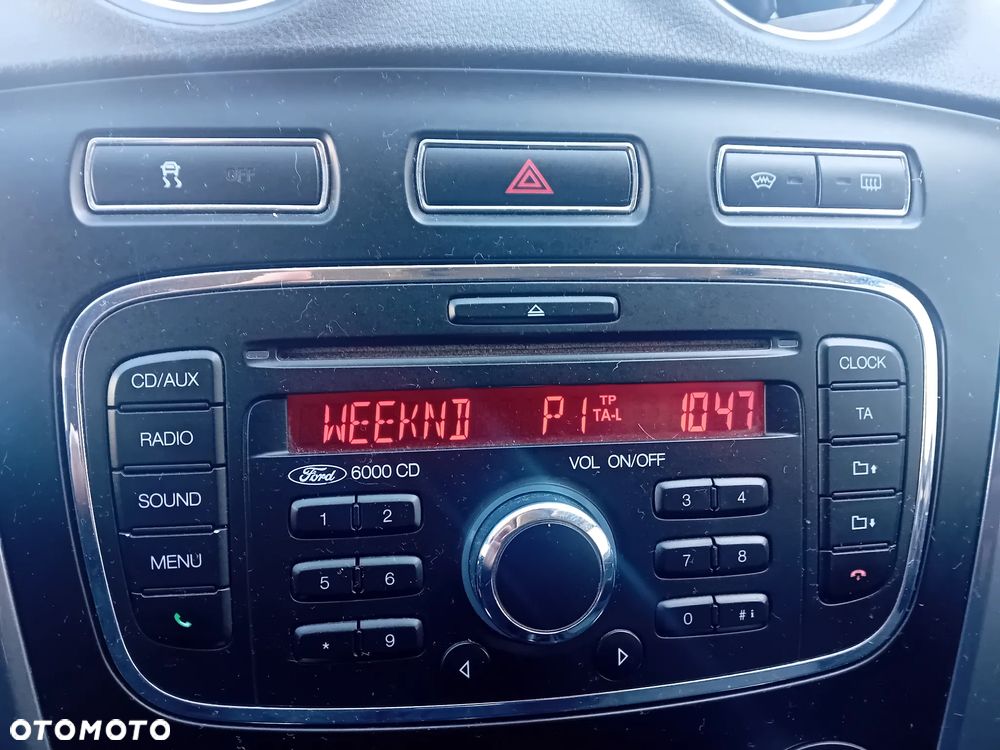 OFF
WEEKND P1 TP TA-L 1047
Ford 6000 CD
VOL ON/OFF
CD/AUX
RADIO
SOUND
MENU
1 2
5 6
* 9
3 4
7 8
0 # i
CLOCK
TA
OTOMOTO